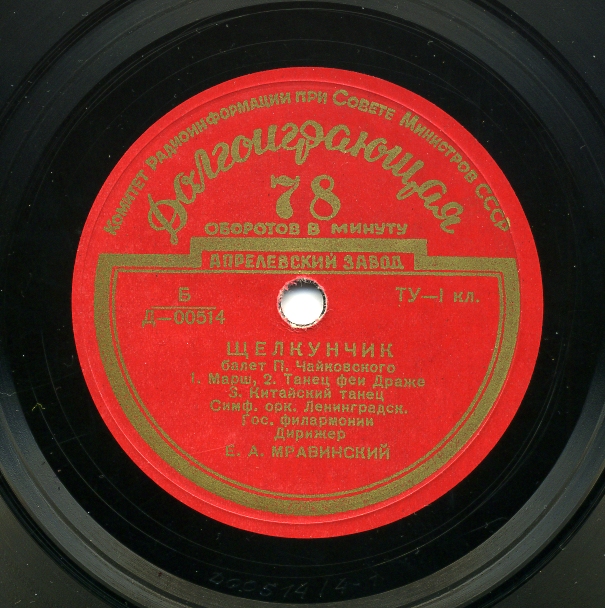 Комитет Радиоинформации при Совете Министров СССР
Долгоиграющая
78
ОБОРОТОВ В МИНУТУ
АПРЕЛЕВСКИЙ ЗАВОД
Б
Д—00514
ТУ—1 кл.
ЩЕЛКУНЧИК
балет П. Чайковского
1. Марш, 2. Танец феи Драже
3. Китайский танец
Симф. орк. Ленинградск.
Гос. филармонии
Дирижер
Е. А. МРАВИНСКИЙ